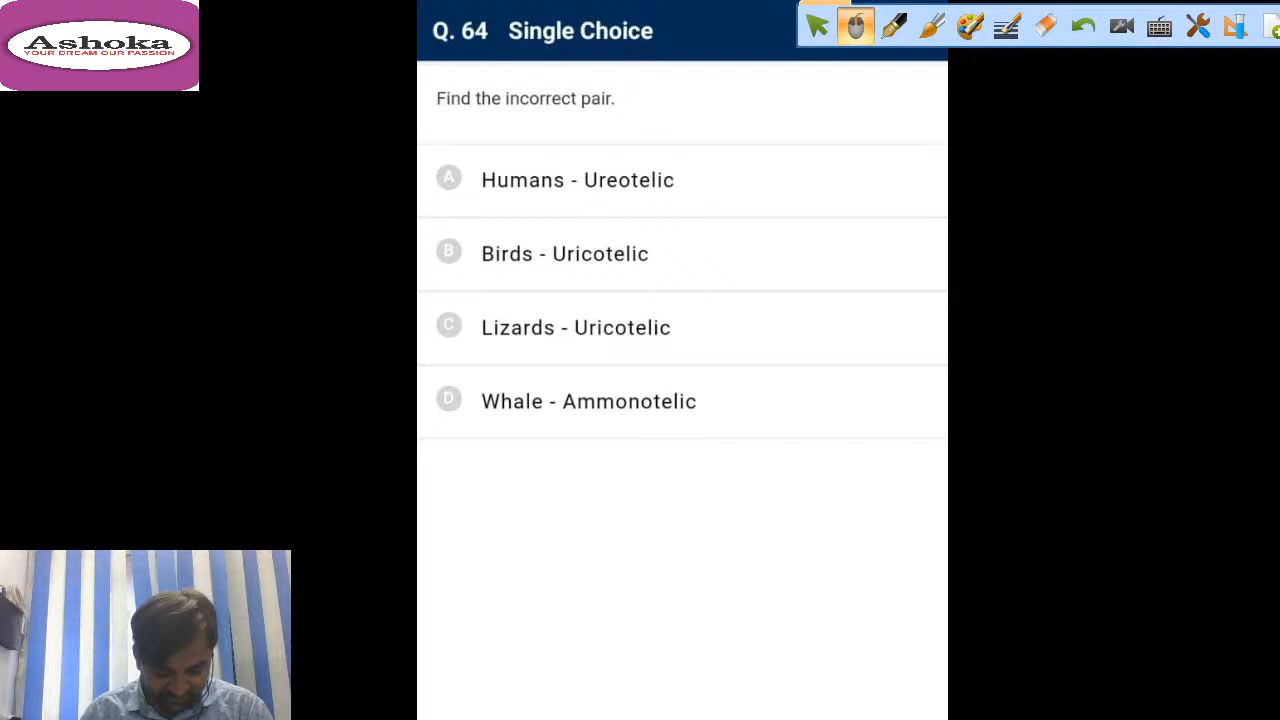 Ashoka
YOUR DREAM OUR PASSION
Q. 64 Single Choice
Find the incorrect pair.
A Humans - Ureotelic
B Birds - Uricotelic
C Lizards - Uricotelic
D Whale - Ammonotelic